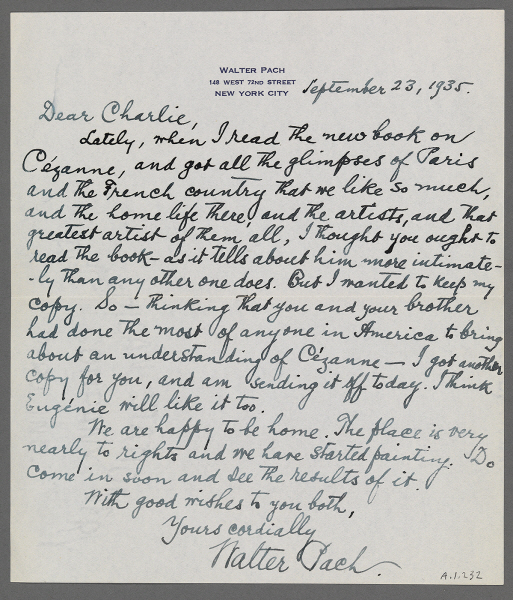 WALTER PACH
148 WEST 72ND STREET
NEW YORK CITY
September 23, 1935.
Dear Charlie,
Lately, when I read the new book on
Cézanne, and got all the glimpses of Paris
and the French country that we like so much,
and the home life there, and the artists, and that
greatest artist of them all, I thought you ought to
read the book — as it tells about him more intimate-
-ly than any other one does. But I wanted to keep my
copy. So — thinking that you and your brother
had done the most of anyone in America to bring
about an understanding of Cézanne — I got another
copy for you, and am sending it off today. I think
Eugénie will like it too.
We are happy to be home. The place is very
nearly to rights and we have started painting. Do
come in soon and see the results of it.
With good wishes to you both,
Yours cordially
Walter Pach.
A.1.232